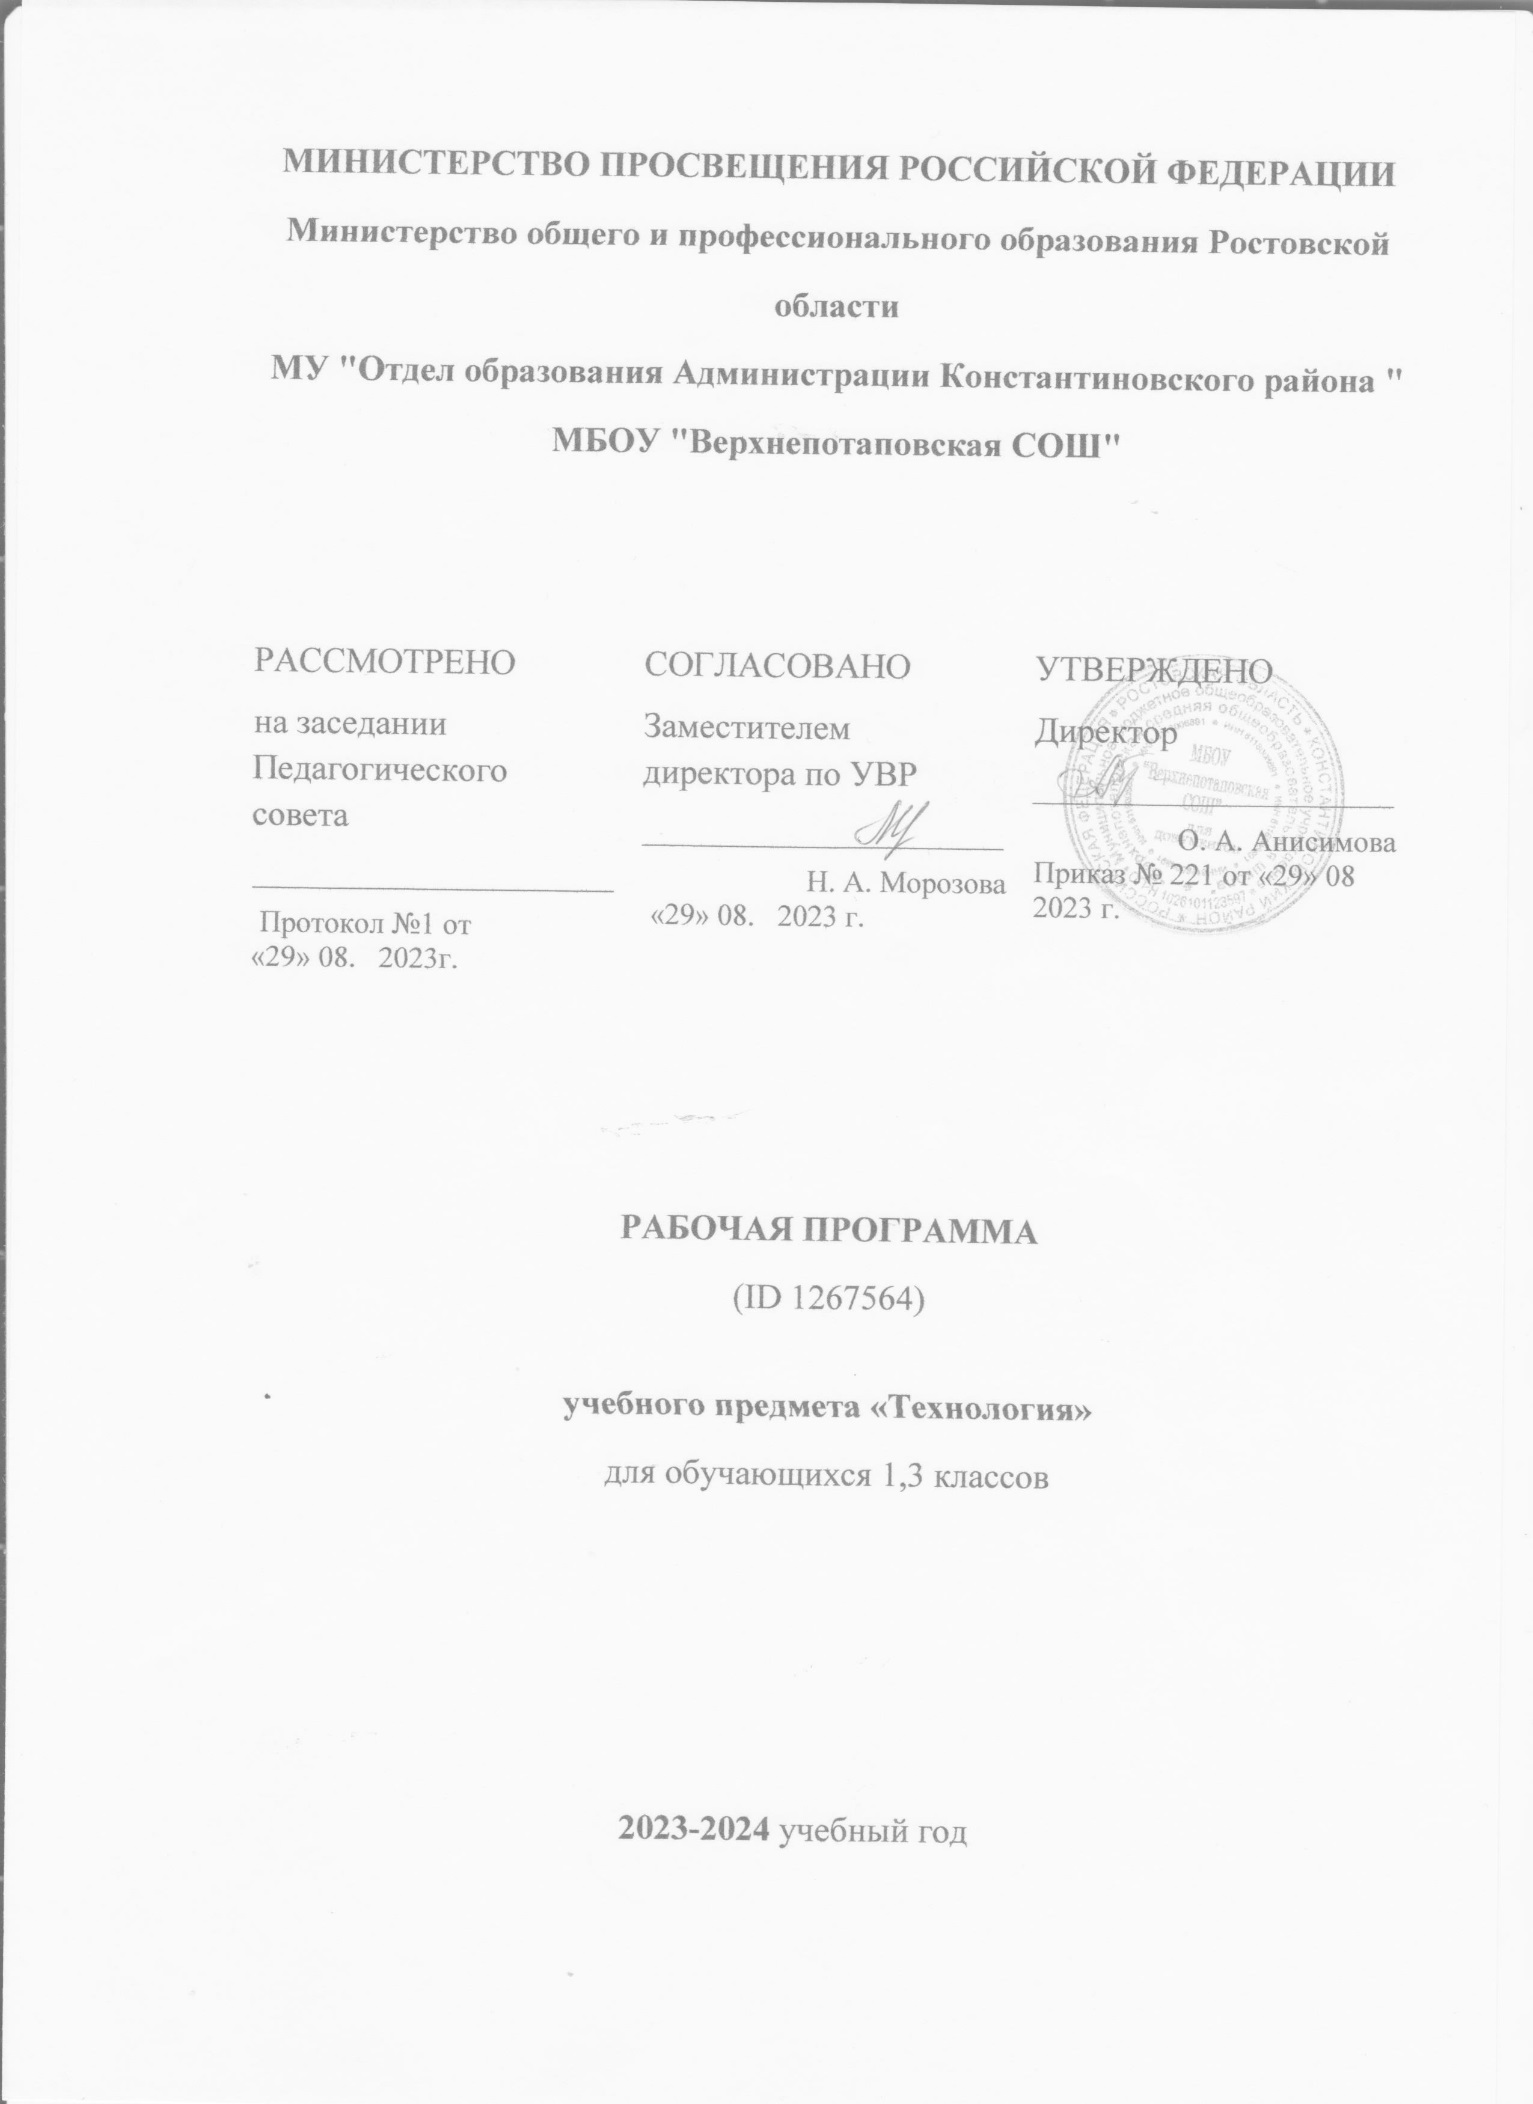 МИНИСТЕРСТВО ПРОСВЕЩЕНИЯ РОССИЙСКОЙ ФЕДЕРАЦИИ
Министерство общего и профессионального образования Ростовской
области
МУ "Отдел образования Администрации Константиновского района "
МБОУ "Верхнепотаповская СОШ"
РАССМОТРЕНО
на заседании
Педагогического
совета
Протокол №1 от
«29» 08. 2023г.
СОГЛАСОВАНО
Заместителем
директора по УВР
Н. А. Морозова
«29» 08. 2023 г.
УТВЕРЖДЕНО
Директор
О. А. Анисимова
Приказ № 221 от «29» 08
2023 г.
МБОУ
"Верхнепотаповская
СОШ"
РАБОЧАЯ ПРОГРАММА
(ID 1267564)
учебного предмета «Технология»
для обучающихся 1,3 классов
2023-2024 учебный год